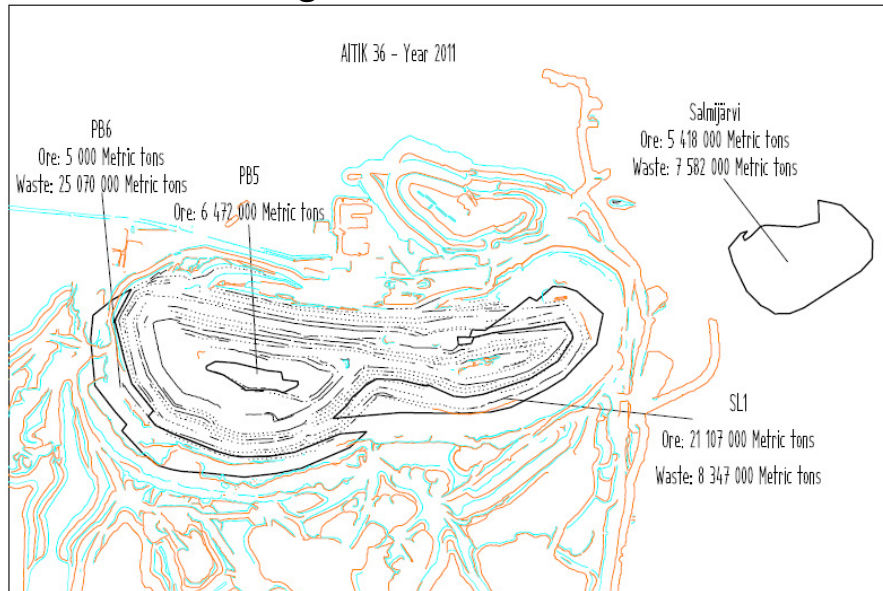 AITIK 36 - Year 2011
PB6
Ore: 5 000 Metric tons
Waste: 25 070 000 Metric tons
PB5
Ore: 6 472 000 Metric tons
Salmijärvi
Ore: 5 418 000 Metric tons
Waste: 7 582 000 Metric tons
SL1
Ore: 21 107 000 Metric tons
Waste: 8 347 000 Metric tons